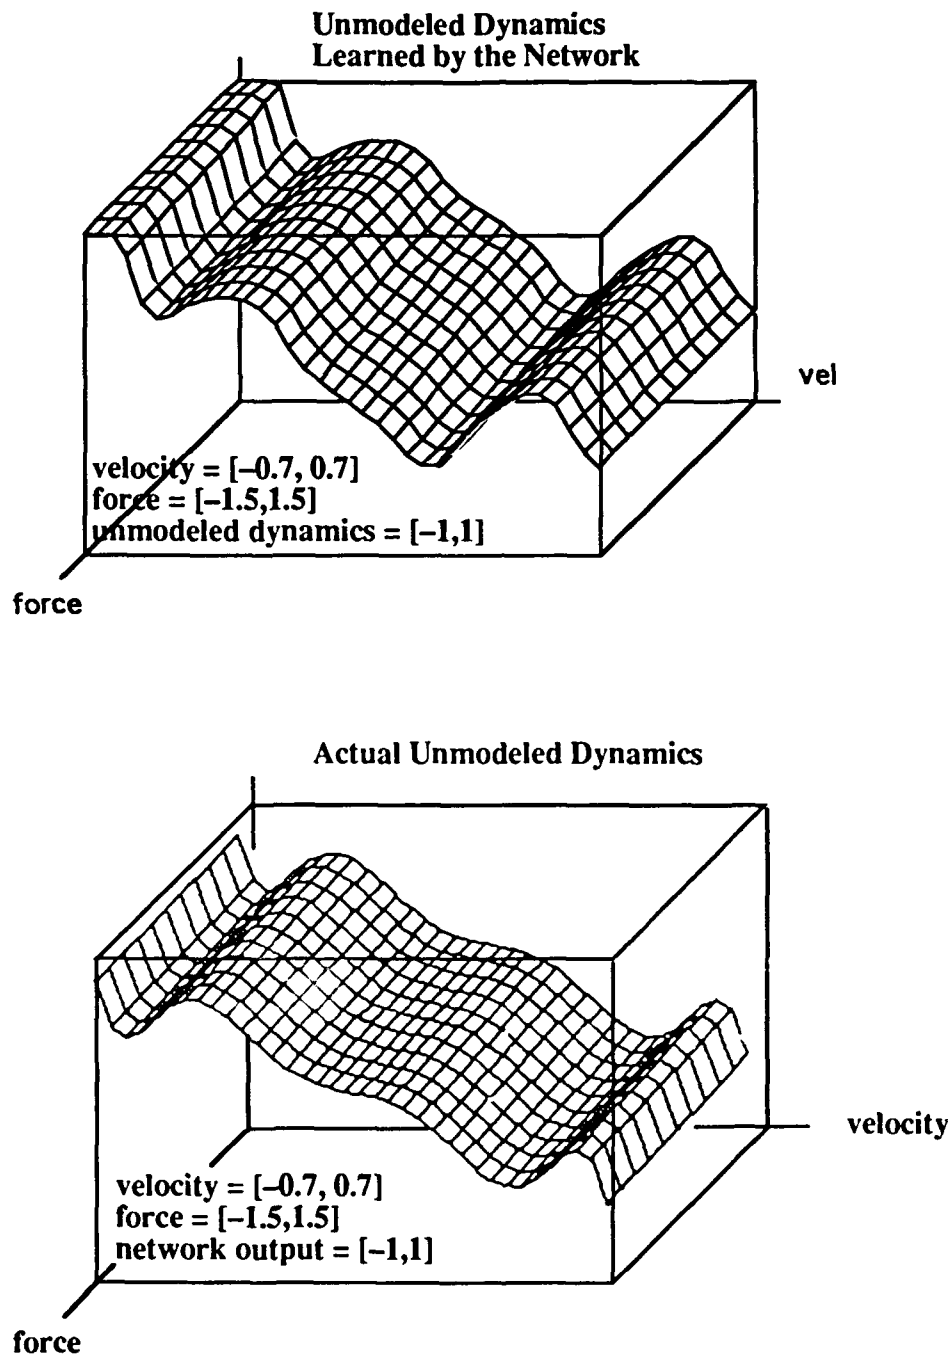 Unmodeled Dynamics
Learned by the Network
vel
velocity = [–0.7, 0.7]
force = [–1.5,1.5]
unmodeled dynamics = [–1,1]
force
Actual Unmodeled Dynamics
velocity
velocity = [–0.7, 0.7]
force = [–1.5,1.5]
network output = [–1,1]
force